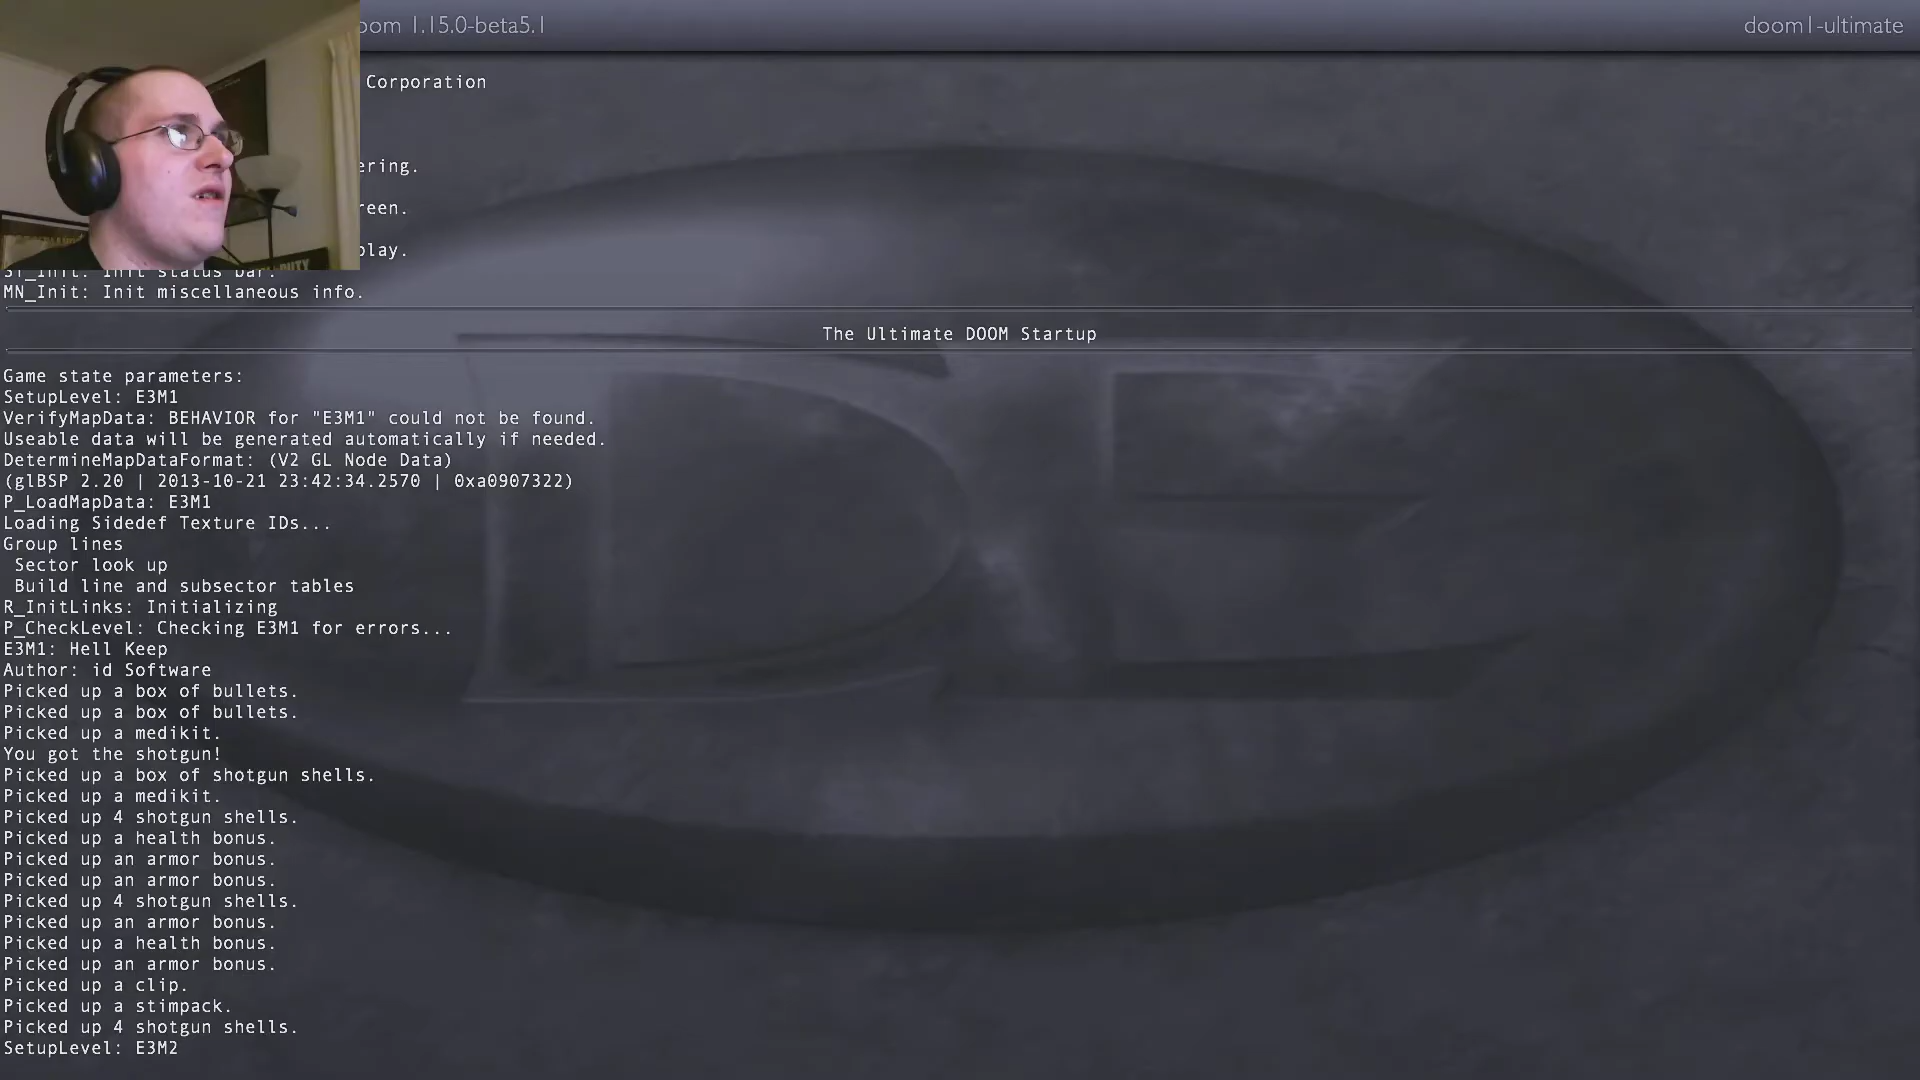 oom 1.15.0-beta5.1
doom1-ultimate
Corporation
ering.
reen.
play.
ST_Init: Init status bar.
MN_Init: Init miscellaneous info.
The Ultimate DOOM Startup
Game state parameters:
SetupLevel: E3M1
VerifyMapData: BEHAVIOR for "E3M1" could not be found.
Useable data will be generated automatically if needed.
DetermineMapDataFormat: (V2 GL Node Data)
(glBSP 2.20 | 2013-10-21 23:42:34.2570 | 0xa0907322)
P_LoadMapData: E3M1
Loading Sidedef Texture IDs...
Group lines
Sector look up
Build line and subsector tables
R_InitLinks: Initializing
P_CheckLevel: Checking E3M1 for errors...
E3M1: Hell Keep
Author: id Software
Picked up a box of bullets.
Picked up a box of bullets.
Picked up a medikit.
You got the shotgun!
Picked up a box of shotgun shells.
Picked up a medikit.
Picked up 4 shotgun shells.
Picked up a health bonus.
Picked up an armor bonus.
Picked up an armor bonus.
Picked up 4 shotgun shells.
Picked up an armor bonus.
Picked up a health bonus.
Picked up an armor bonus.
Picked up a clip.
Picked up a stimpack.
Picked up 4 shotgun shells.
SetupLevel: E3M2